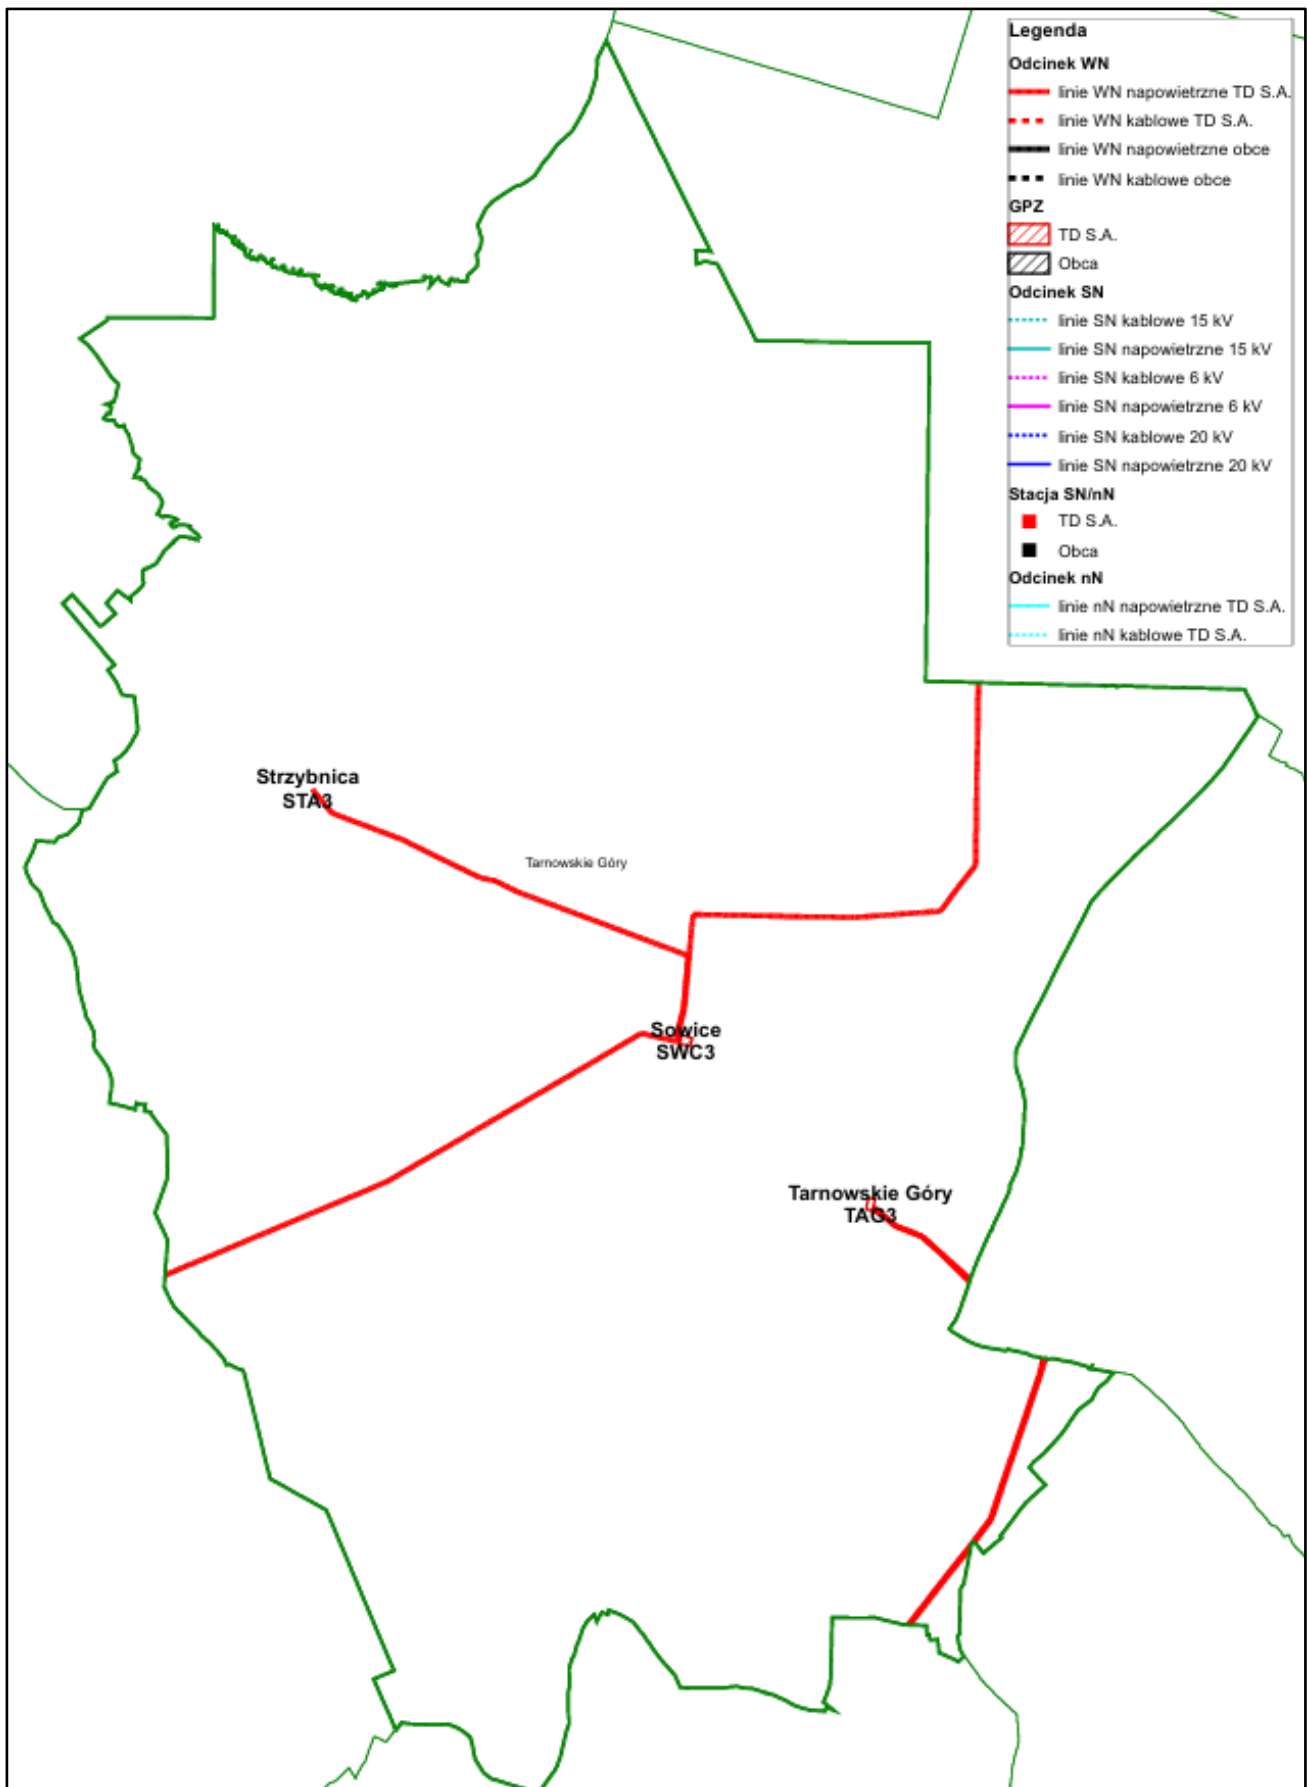 Legenda
Odcinek WN
linie WN napowietrzne TD S.A.
linie WN kablowe TD S.A.
linie WN napowietrzne obce
linie WN kablowe obce
GPZ
TD S.A.
Obca
Odcinek SN
linie SN kablowe 15 kV
linie SN napowietrzne 15 kV
linie SN kablowe 6 kV
linie SN napowietrzne 6 kV
linie SN kablowe 20 kV
linie SN napowietrzne 20 kV
Stacja SN/nN
TD S.A.
Obca
Odcinek nN
linie nN napowietrzne TD S.A.
linie nN kablowe TD S.A.
Strzybnica
STA3
Tarnowskie Góry
Sowice
SWC3
Tarnowskie Góry
TAG3